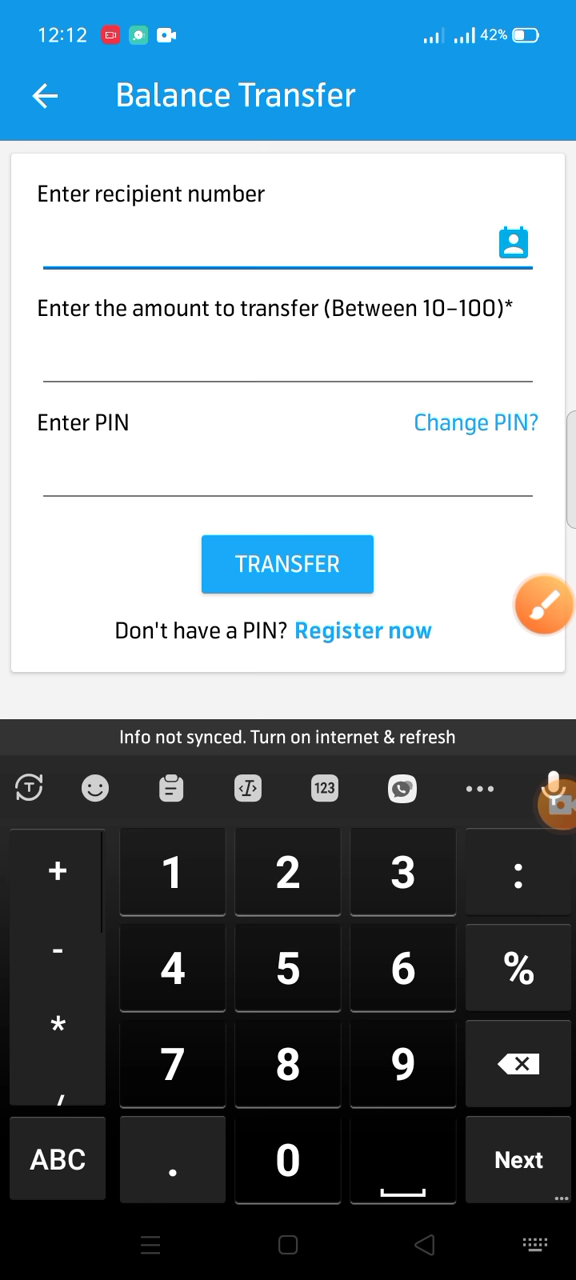 12:12
42%
Balance Transfer
Enter recipient number
Enter the amount to transfer (Between 10-100)*
Enter PIN Change PIN?
TRANSFER
Don't have a PIN? Register now
Info not synced. Turn on internet & refresh
T I 123 •••
+ 1 2 3 :
- 4 5 6 %
* 7 8 9
/
ABC . 0 Next
...